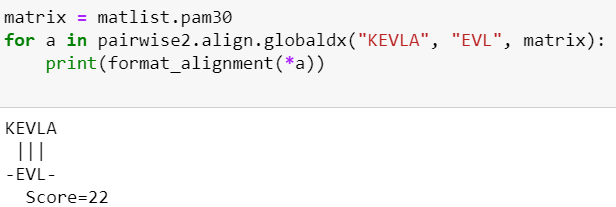 matrix = matlist.pam30
for a in pairwise2.align.globaldx("KEVLA", "EVL", matrix):
    print(format_alignment(*a))
KEVLA
 |||
-EVL-
  Score=22